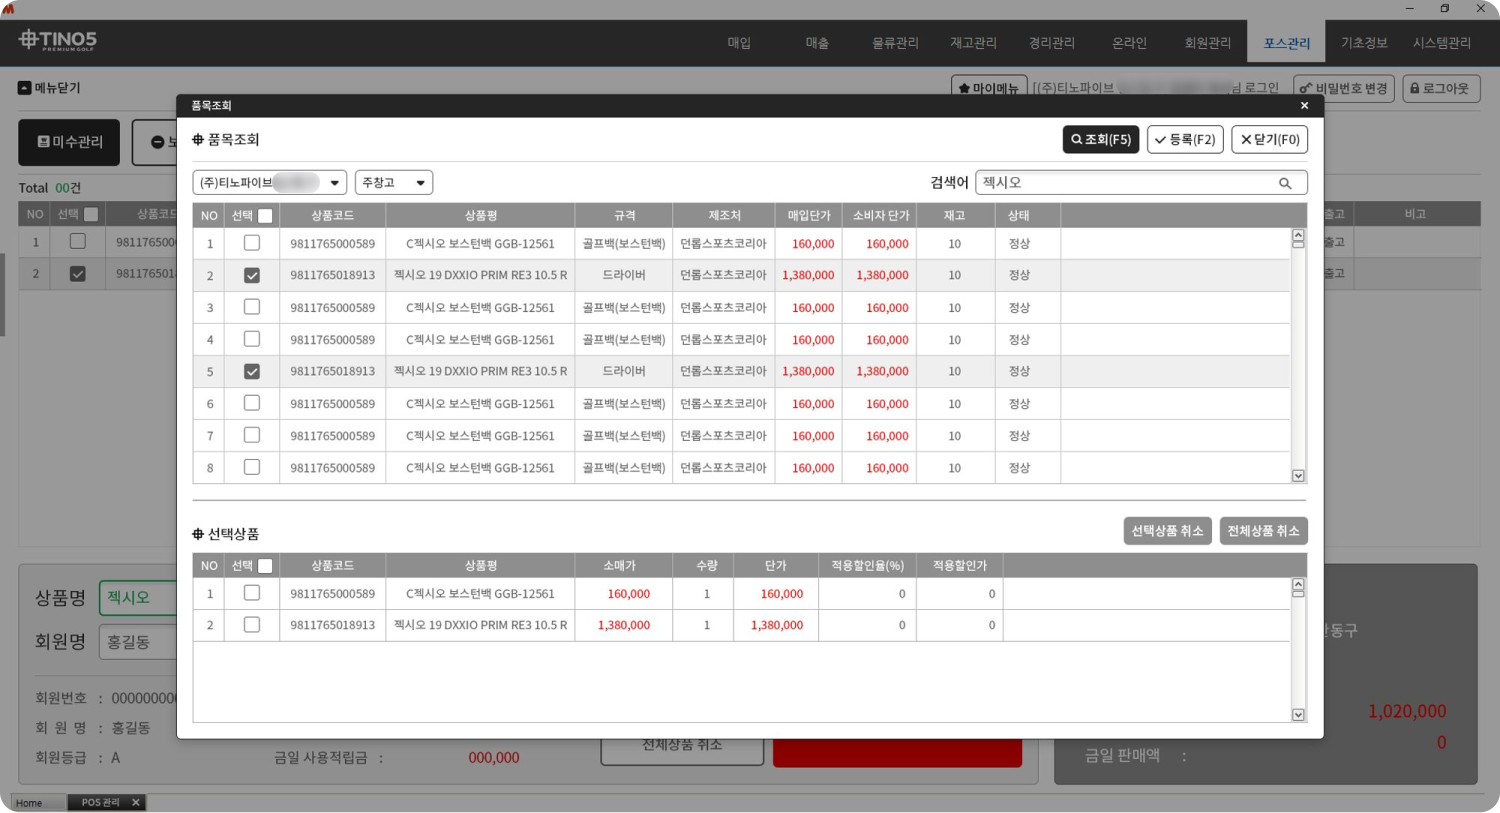 TINO5
PREMIUM GOLF
매입 매출 물류관리 재고관리 경리관리 온라인 회원관리 포스관리 기초정보 시스템관리
메뉴닫기
마이메뉴 [(주)티노파이브 님 로그인 비밀번호 변경 로그아웃
품목조회
품목조회 조회(F5) 등록(F2) 닫기(F0)
미수관리
(주)티노파이브 주창고 검색어 젝시오
Total 00건
NO 선택 상품코드 출고 비고
1 981176500 출고
2 981176501 출고
NO 선택 상품코드 상품평 규격 제조처 매입단가 소비자 단가 재고 상태
1 9811765000589 C젝시오 보스턴백 GGB-12561 골프백(보스턴백) 던롭스포츠코리아 160,000 160,000 10 정상
2 9811765018913 젝시오 19 DXXIO PRIM RE3 10.5 R 드라이버 던롭스포츠코리아 1,380,000 1,380,000 10 정상
3 9811765000589 C젝시오 보스턴백 GGB-12561 골프백(보스턴백) 던롭스포츠코리아 160,000 160,000 10 정상
4 9811765000589 C젝시오 보스턴백 GGB-12561 골프백(보스턴백) 던롭스포츠코리아 160,000 160,000 10 정상
5 9811765018913 젝시오 19 DXXIO PRIM RE3 10.5 R 드라이버 던롭스포츠코리아 1,380,000 1,380,000 10 정상
6 9811765000589 C젝시오 보스턴백 GGB-12561 골프백(보스턴백) 던롭스포츠코리아 160,000 160,000 10 정상
7 9811765000589 C젝시오 보스턴백 GGB-12561 골프백(보스턴백) 던롭스포츠코리아 160,000 160,000 10 정상
8 9811765000589 C젝시오 보스턴백 GGB-12561 골프백(보스턴백) 던롭스포츠코리아 160,000 160,000 10 정상
선택상품 선택상품 취소 전체상품 취소
NO 선택 상품코드 상품평 소매가 수량 단가 적용할인율(%) 적용할인가
1 9811765000589 C젝시오 보스턴백 GGB-12561 160,000 1 160,000 0 0
2 9811765018913 젝시오 19 DXXIO PRIM RE3 10.5 R 1,380,000 1 1,380,000 0 0
상품명 젝시오
회원명 홍길동
동구
회원번호 : 000000000
회 원 명 : 홍길동
회원등급 : A
금일 사용적립금 : 000,000
전체상품 취소
1,020,000
0
금일 판매액 :
Home POS 관리